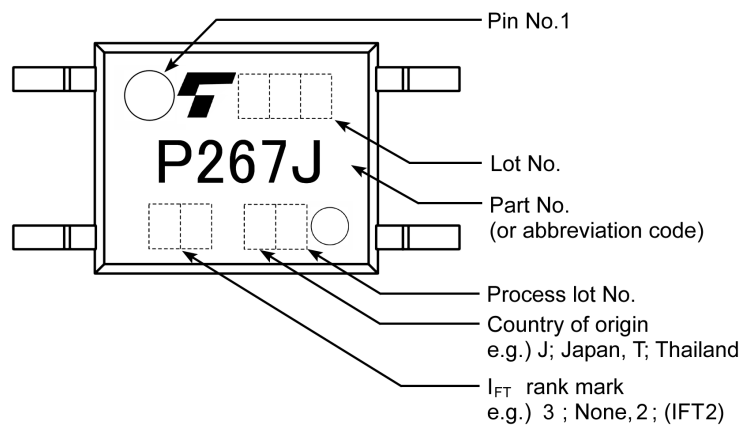 Pin No.1
P267J
Lot No.
Part No.
(or abbreviation code)
Process lot No.
Country of origin
e.g.) J; Japan, T; Thailand
IFT rank mark
e.g.) 3 ; None, 2 ; (IFT2)